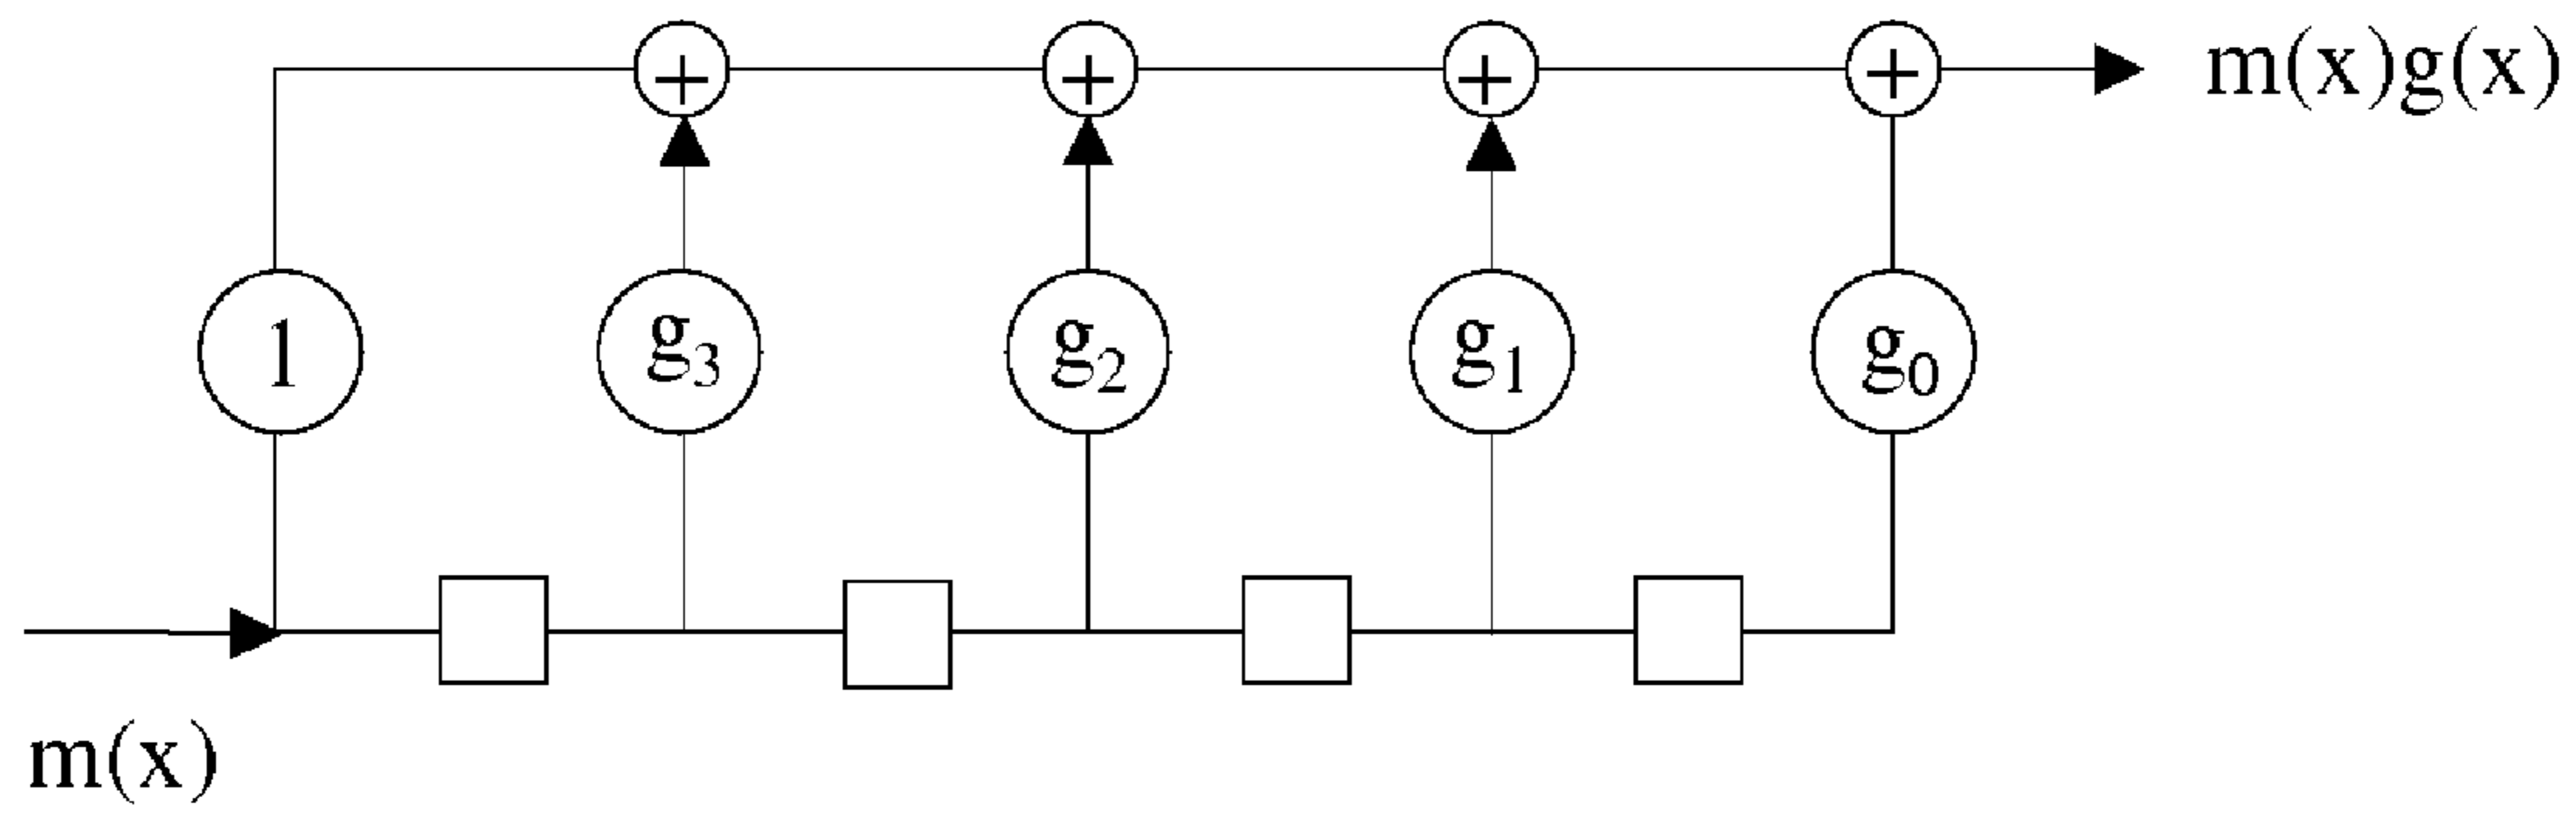 + + + + m(x)g(x)
1 g₃ g₂ g₁ g₀
m(x)